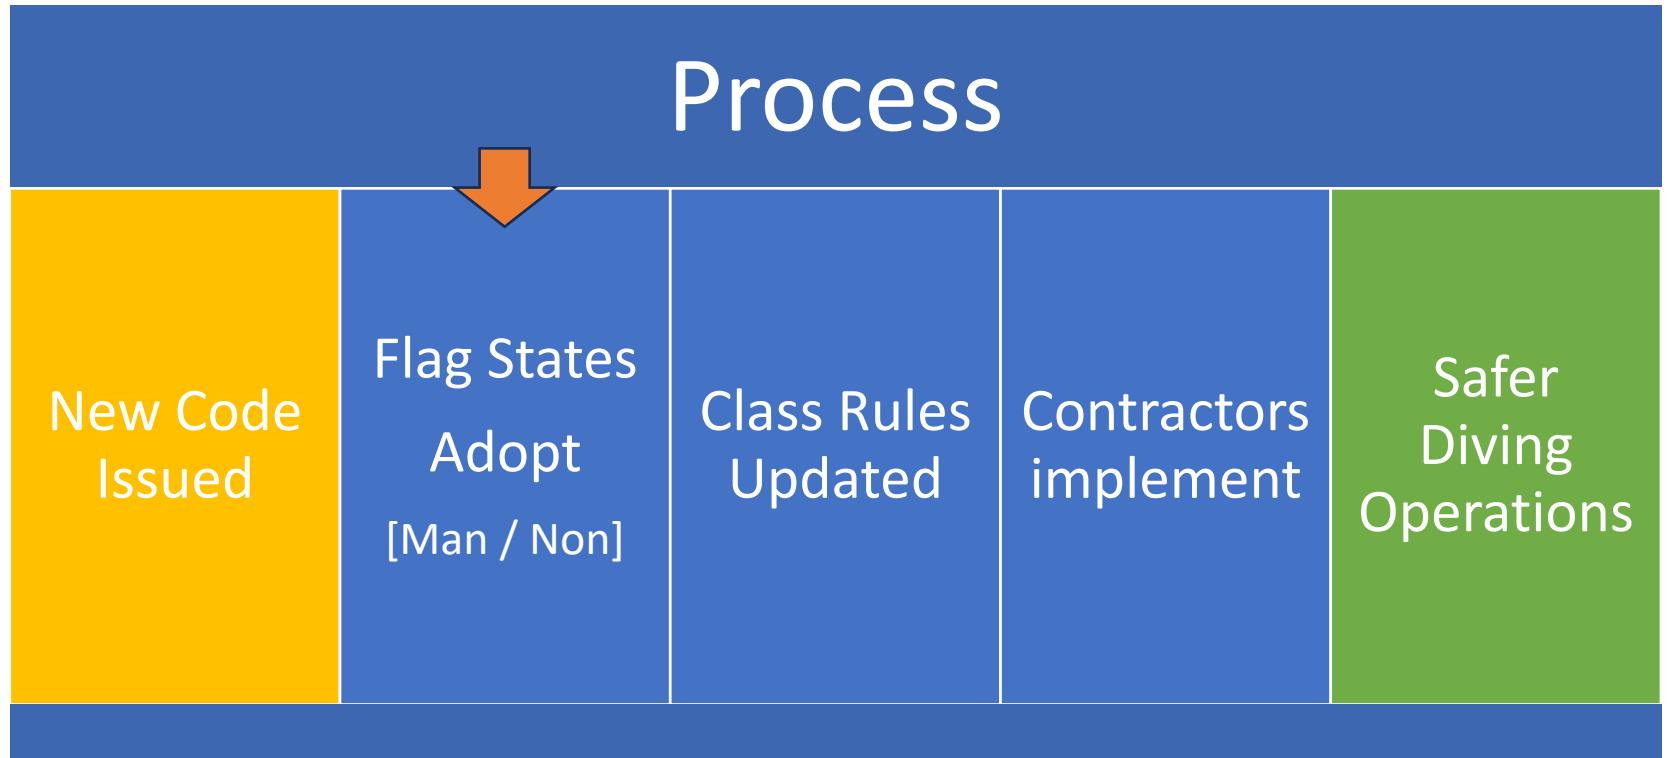 Process
New Code
Issued
Flag States
Adopt
[Man / Non]
Class Rules
Updated
Contractors
implement
Safer
Diving
Operations